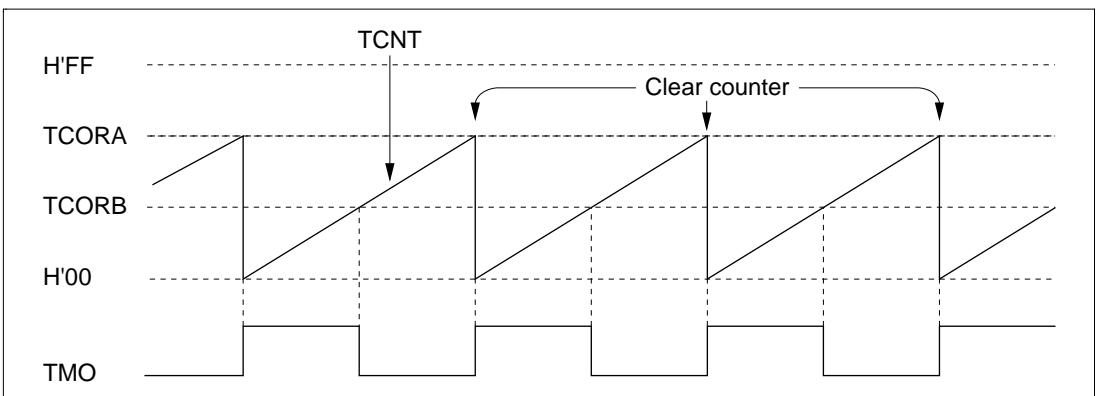 TCNT
H'FF
Clear counter
TCORA
TCORB
H'00
TMO